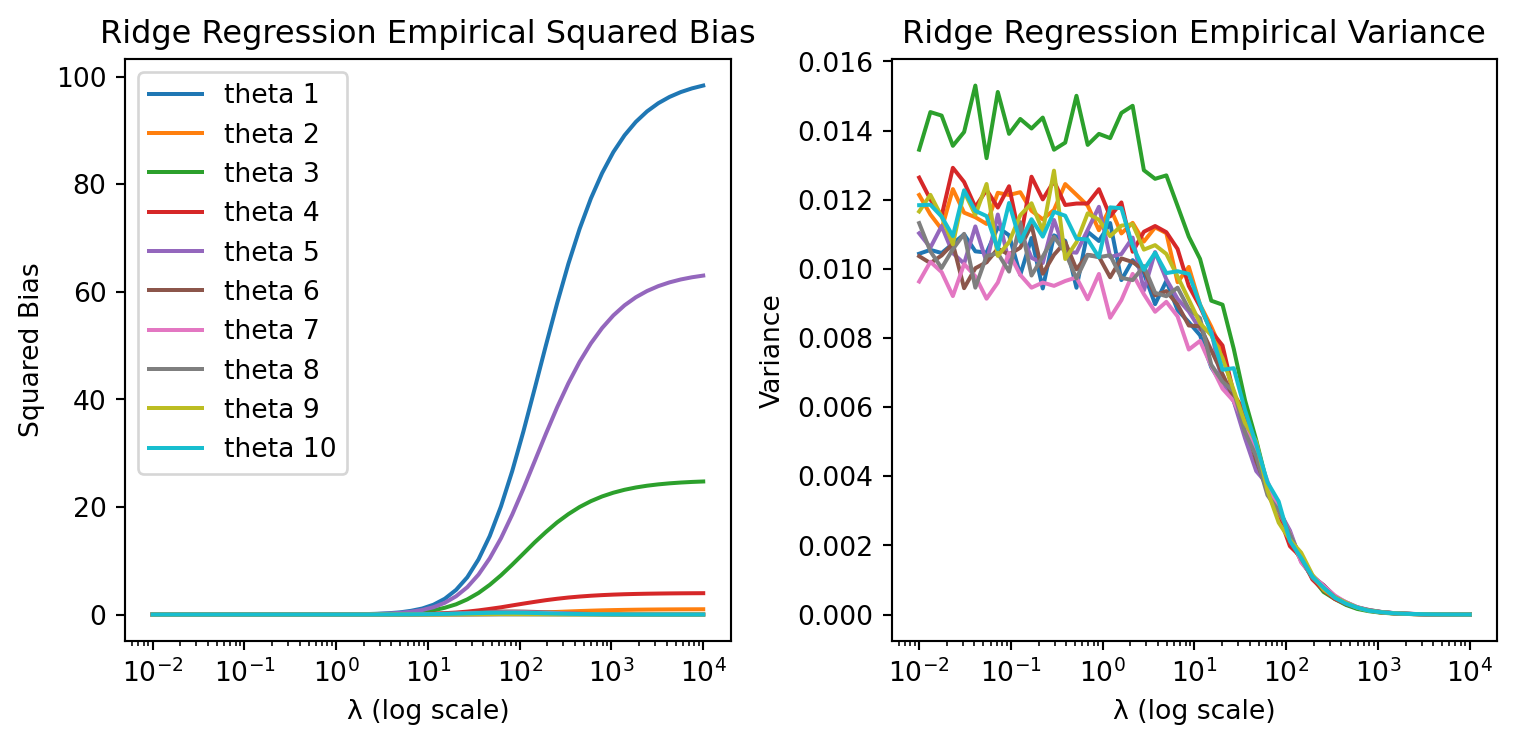 Ridge Regression Empirical Squared Bias
Squared Bias
100
80
60
40
20
0
theta 1
theta 2
theta 3
theta 4
theta 5
theta 6
theta 7
theta 8
theta 9
theta 10
10⁻² 10⁻¹ 10⁰ 10¹ 10² 10³ 10⁴
λ (log scale)
Ridge Regression Empirical Variance
Variance
0.016
0.014
0.012
0.010
0.008
0.006
0.004
0.002
0.000
10⁻² 10⁻¹ 10⁰ 10¹ 10² 10³ 10⁴
λ (log scale)